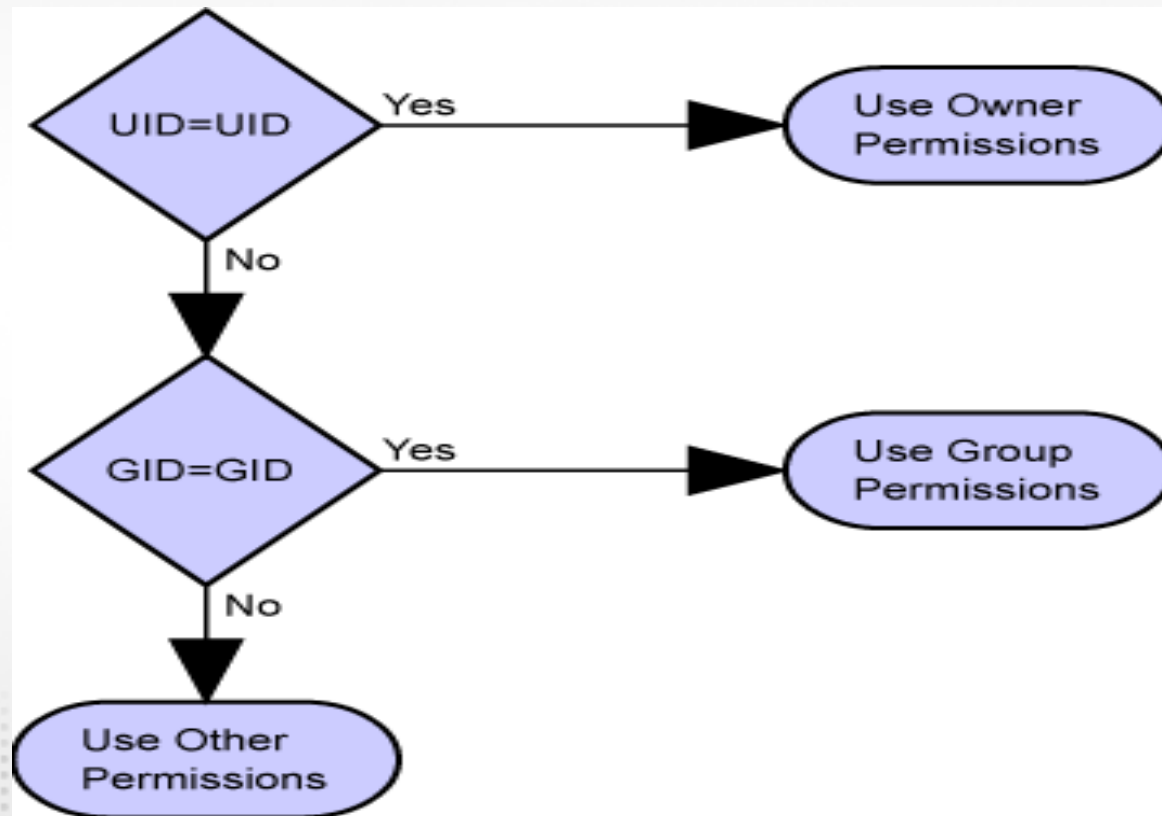 UID=UID
Yes
Use Owner
Permissions
No
GID=GID
Yes
Use Group
Permissions
No
Use Other
Permissions